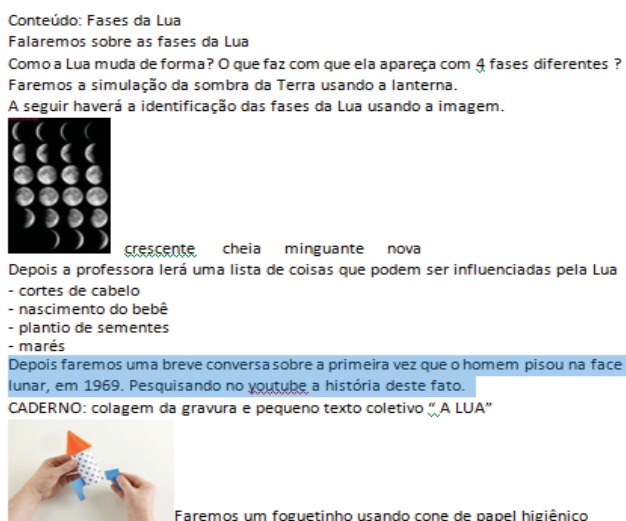 Conteúdo: Fases da Lua
Falaremos sobre as fases da Lua
Como a Lua muda de forma? O que faz com que ela apareça com 4 fases diferentes ?
Faremos a simulação da sombra da Terra usando a lanterna.
A seguir haverá a identificação das fases da Lua usando a imagem.
crescente cheia minguante nova
Depois a professora lerá uma lista de coisas que podem ser influenciadas pela Lua
- cortes de cabelo
- nascimento do bebê
- plantio de sementes
- marés
Depois faremos uma breve conversa sobre a primeira vez que o homem pisou na face
lunar, em 1969. Pesquisando no youtube a história deste fato.
CADERNO: colagem da gravura e pequeno texto coletivo “ A LUA”
Faremos um foguetinho usando cone de papel higiênico